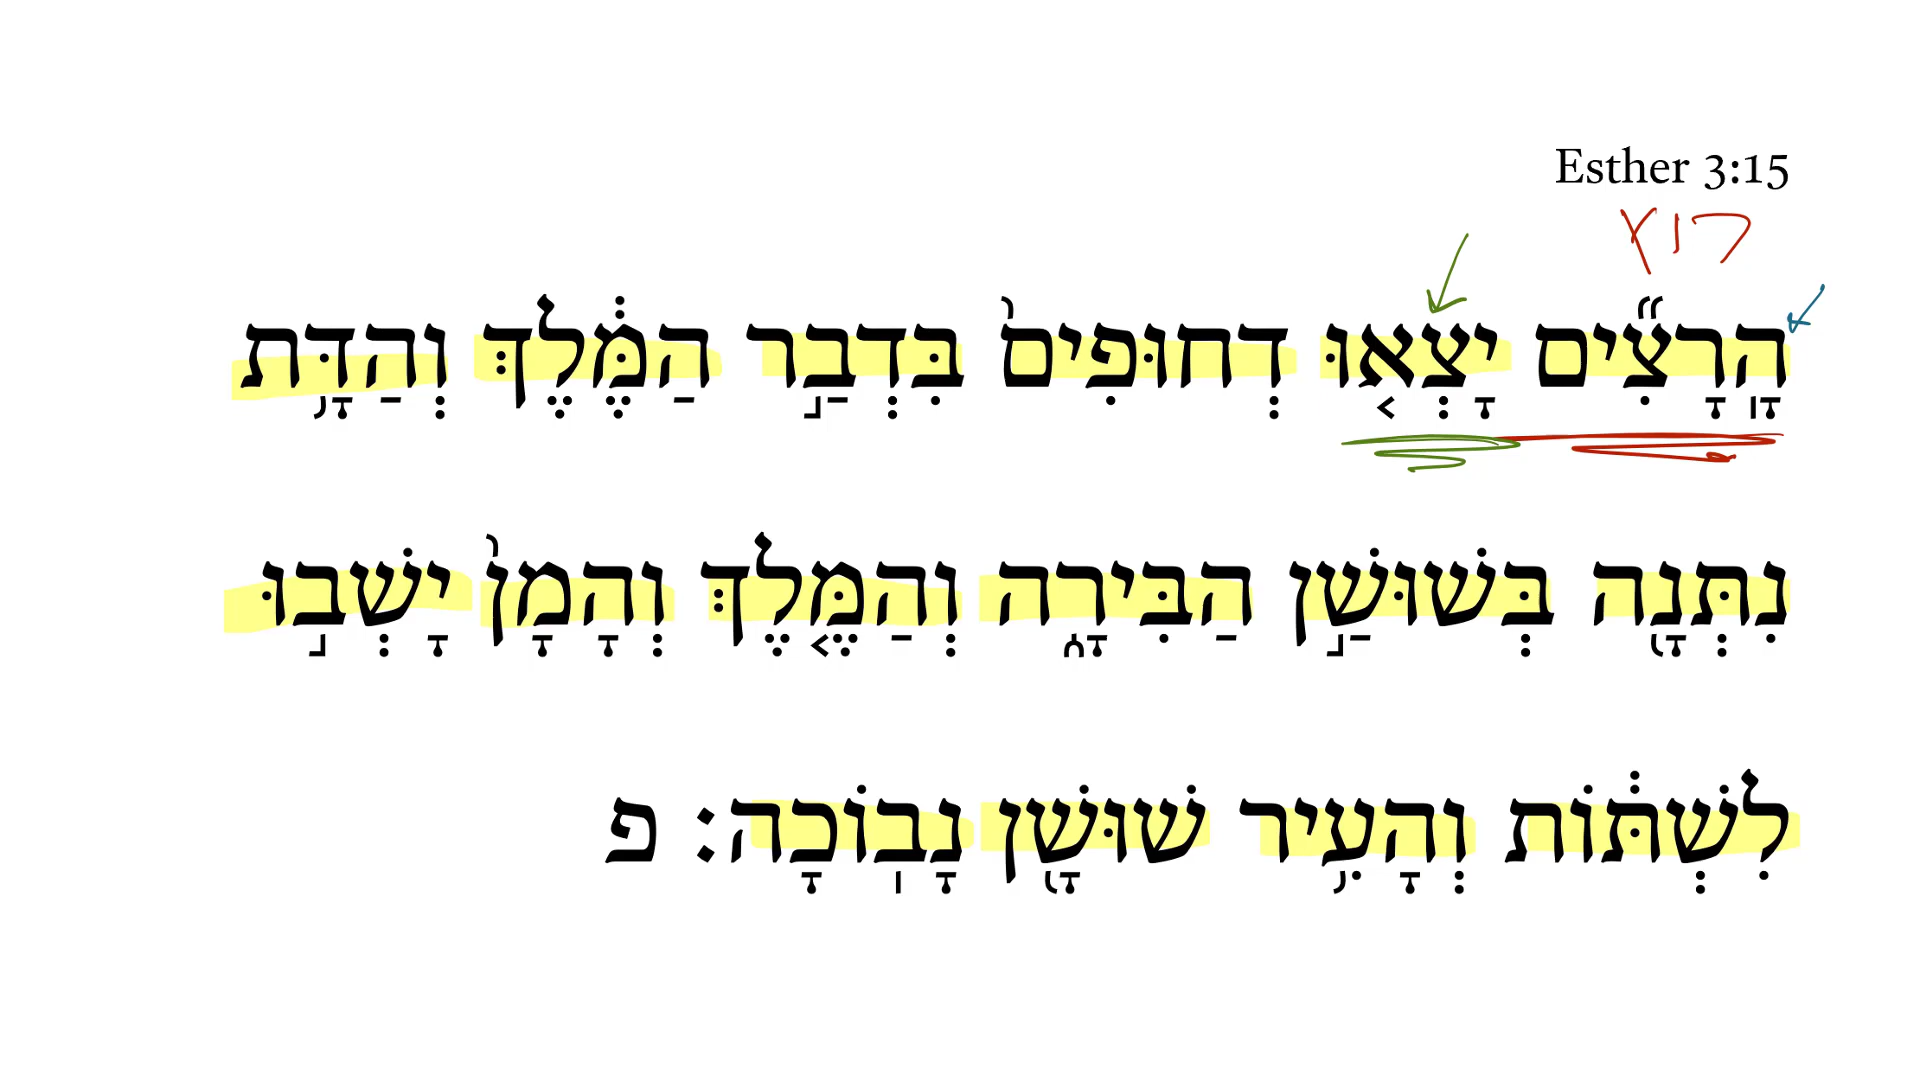 Esther 3:15
רוץ
הָֽרָצִ֞ים יָצְא֤וּ דְחוּפִים֙ בִּדְבַ֣ר הַמֶּ֔לֶךְ וְהַדָּ֥ת
נִתְּנָ֖ה בְּשׁוּשַׁ֣ן הַבִּירָ֑ה וְהַמֶּ֤לֶךְ וְהָמָן֙ יָשְׁב֣וּ
לִשְׁתּ֔וֹת וְהָעִ֥יר שׁוּשָׁ֖ן נָבֽוֹכָה׃ פ